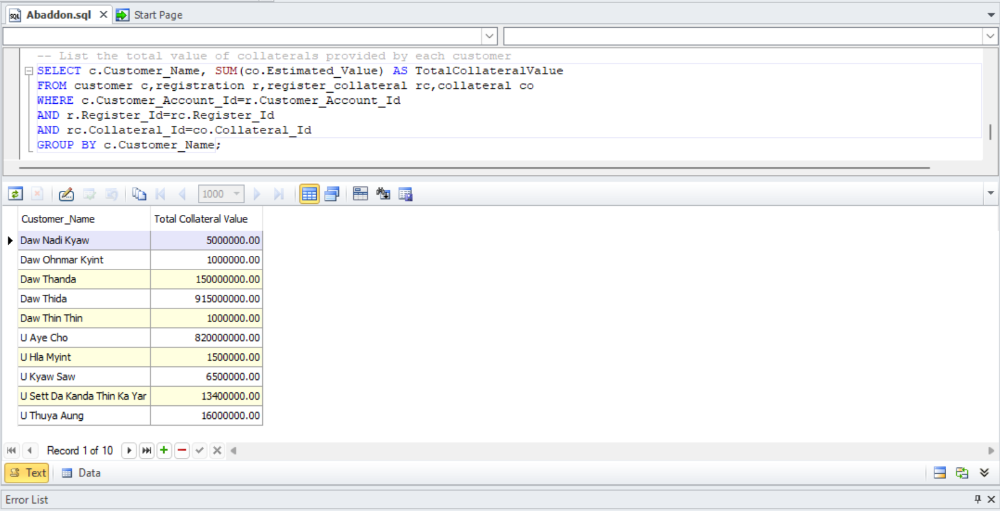 Abaddon.sql
Start Page
-- List the total value of collaterals provided by each customer
SELECT c.Customer_Name, SUM(co.Estimated_Value) AS TotalCollateralValue
FROM customer c,registration r,register_collateral rc,collateral co
WHERE c.Customer_Account_Id=r.Customer_Account_Id
AND r.Register_Id=rc.Register_Id
AND rc.Collateral_Id=co.Collateral_Id
GROUP BY c.Customer_Name;
1000
Customer_Name Total Collateral Value
Daw Nadi Kyaw 5000000.00
Daw Ohnmar Kyint 1000000.00
Daw Thanda 150000000.00
Daw Thida 915000000.00
Daw Thin Thin 1000000.00
U Aye Cho 820000000.00
U Hla Myint 1500000.00
U Kyaw Saw 6500000.00
U Sett Da Kanda Thin Ka Yar 13400000.00
U Thuya Aung 16000000.00
Record 1 of 10
Text Data
Error List